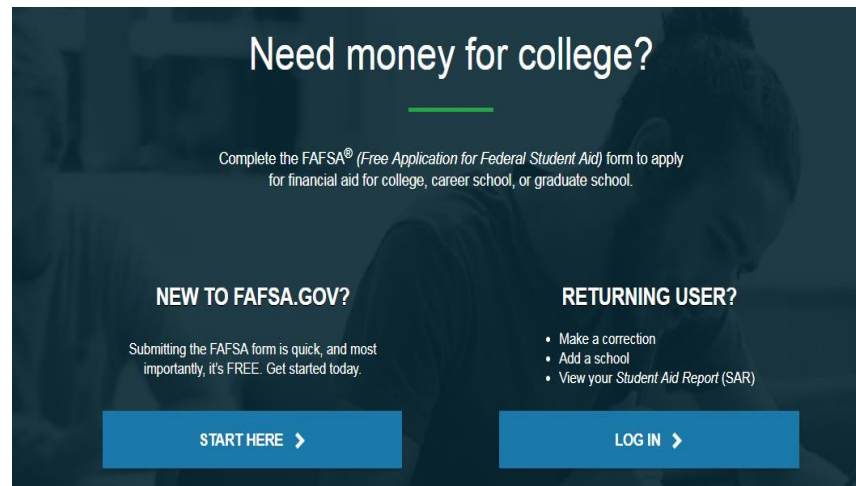 Need money for college?
Complete the FAFSA® (Free Application for Federal Student Aid) form to apply
for financial aid for college, career school, or graduate school.
NEW TO FAFSA.GOV?
Submitting the FAFSA form is quick, and most
importantly, it's FREE. Get started today.
START HERE
RETURNING USER?
• Make a correction
• Add a school
• View your Student Aid Report (SAR)
LOG IN